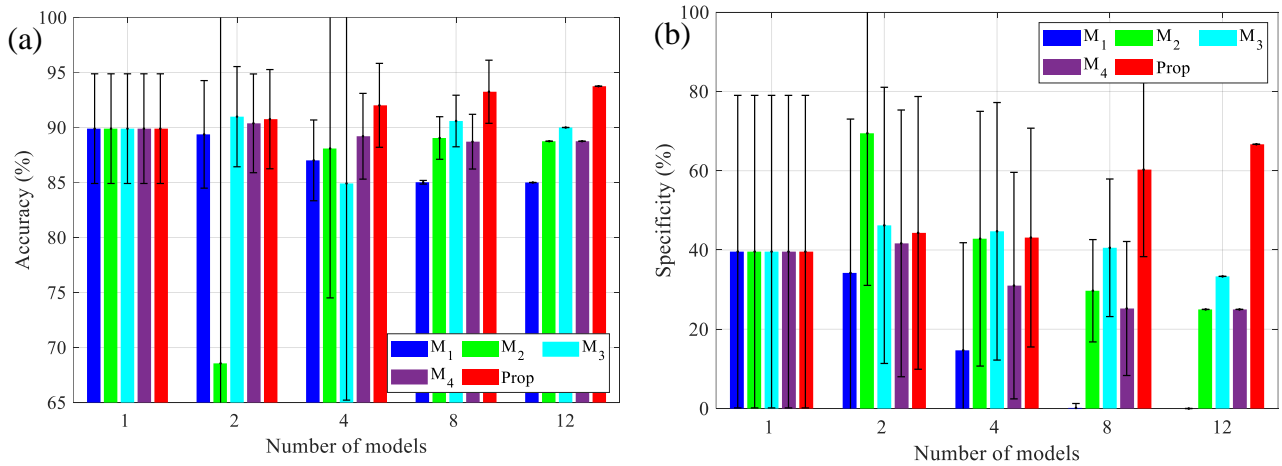 (a)
Accuracy (%)
100
95
90
85
80
75
70
65
1 2 4 8 12
Number of models
M1 M2 M3
M4 Prop
(b)
Specificity (%)
100
80
60
40
20
0
1 2 4 8 12
Number of models
M1 M2 M3
M4 Prop